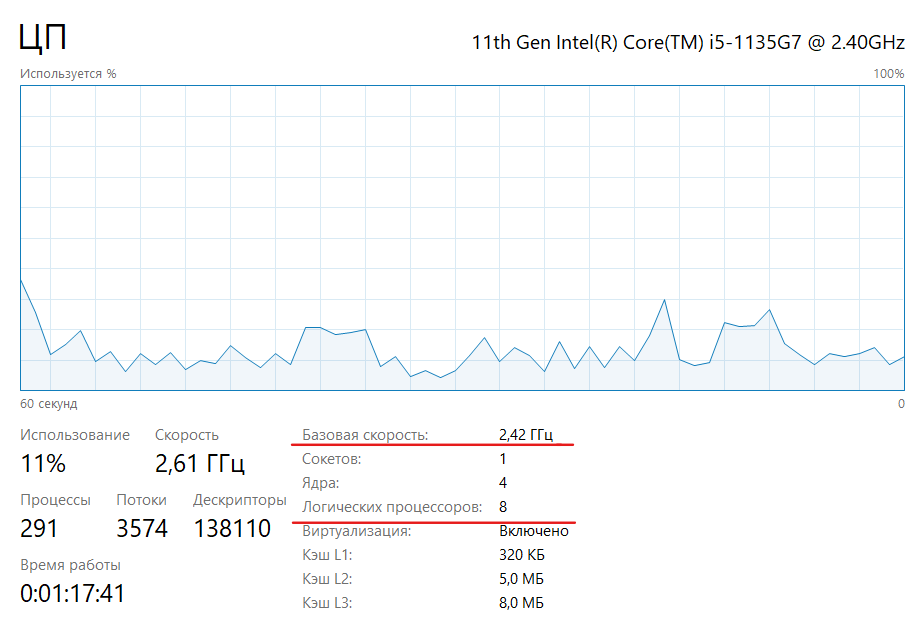 ЦП
11th Gen Intel(R) Core(TM) i5-1135G7 @ 2.40GHz
Используется %
100%
60 секунд
0
Использование
Скорость
11%
2,61 ГГц
Процессы
Потоки
Дескрипторы
291
3574
138110
Время работы
0:01:17:41
Базовая скорость: 2,42 ГГц
Сокетов: 1
Ядра: 4
Логических процессоров: 8
Виртуализация: Включено
Кэш L1: 320 КБ
Кэш L2: 5,0 МБ
Кэш L3: 8,0 МБ